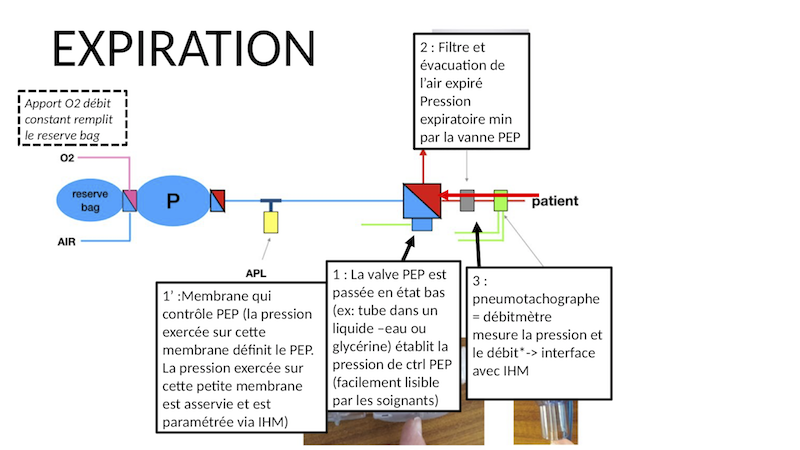 EXPIRATION
2 : Filtre et
évacuation de
l’air expiré
Pression
expiratoire min
par la vanne PEP
Apport O2 débit
constant remplit
le reserve bag
O2
reserve
bag
P
patient
AIR
APL
1’ :Membrane qui
contrôle PEP (la pression
exercée sur cette
membrane définit le PEP.
La pression exercée sur
cette petite membrane
est asservie et est
paramétrée via IHM)
1 : La valve PEP est
passée en état bas
(ex: tube dans un
liquide –eau ou
glycérine) établit la
pression de ctrl PEP
(facilement lisible
par les soignants)
3 :
pneumotachographe
= débitmètre
mesure la pression et
le débit*-> interface
avec IHM